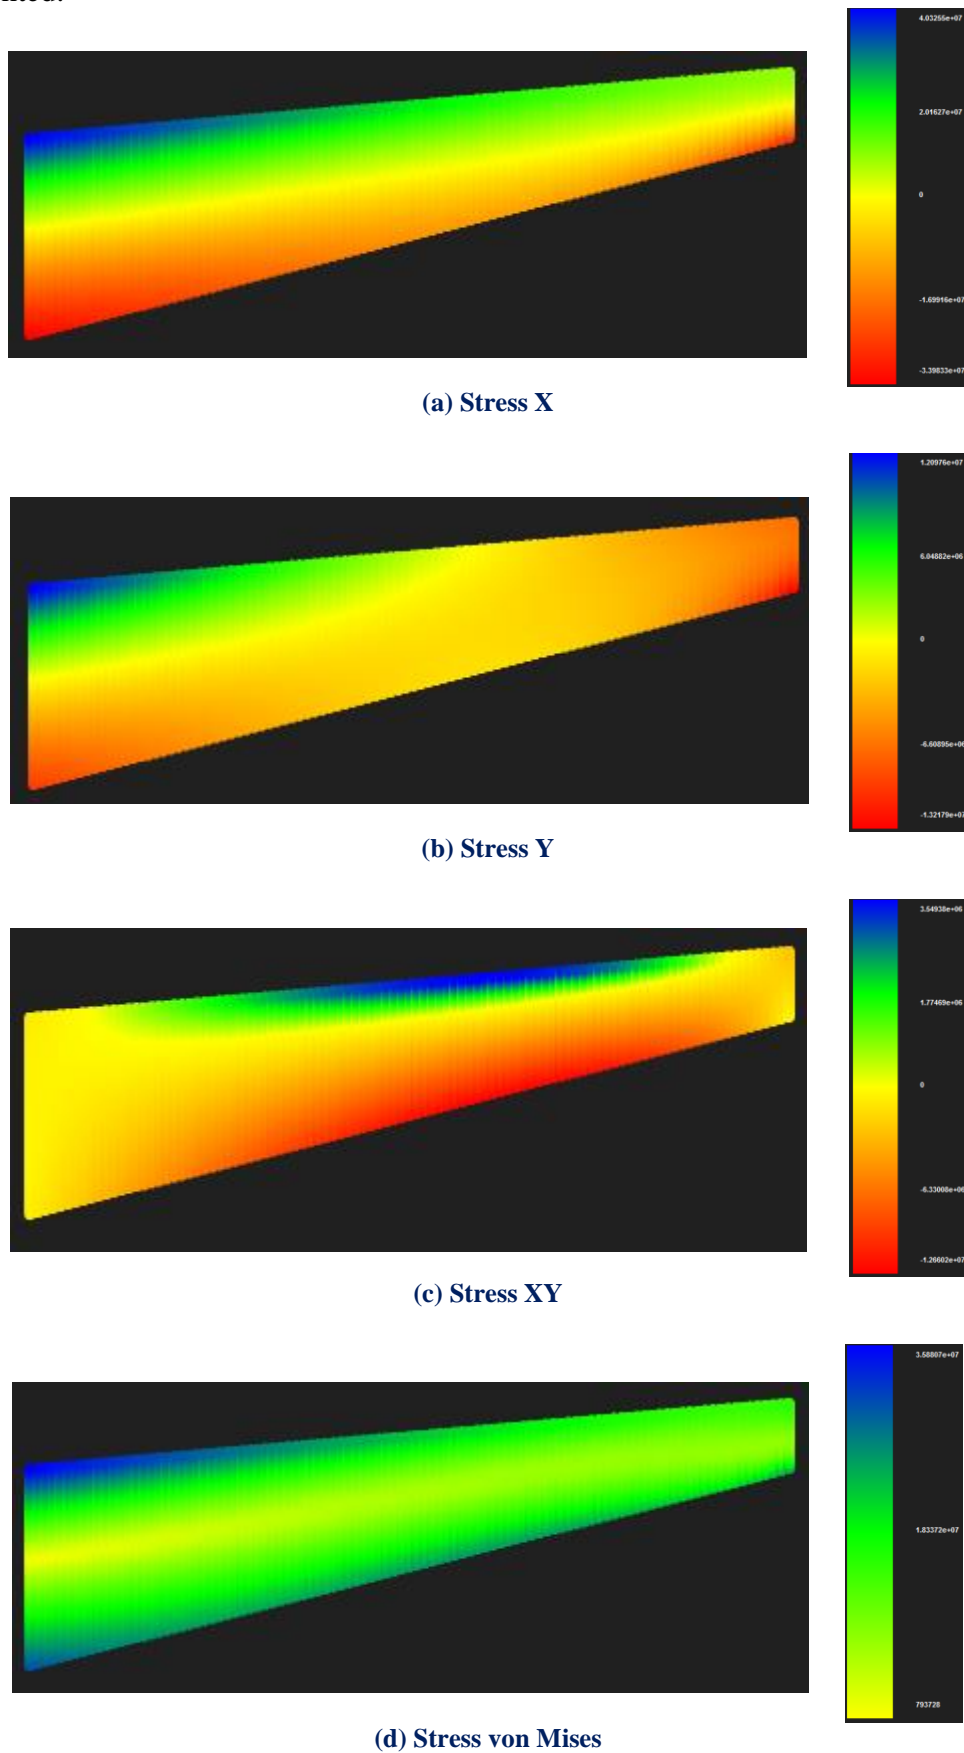 4.03255e+07
2.01627e+07
0
-1.69916e+07
-3.39833e+07
(a) Stress X
1.20976e+07
6.04882e+06
0
-6.60895e+06
-1.32179e+07
(b) Stress Y
3.54938e+06
1.77469e+06
0
-6.33008e+06
-1.26602e+07
(c) Stress XY
3.58807e+07
1.83372e+07
793728
(d) Stress von Mises